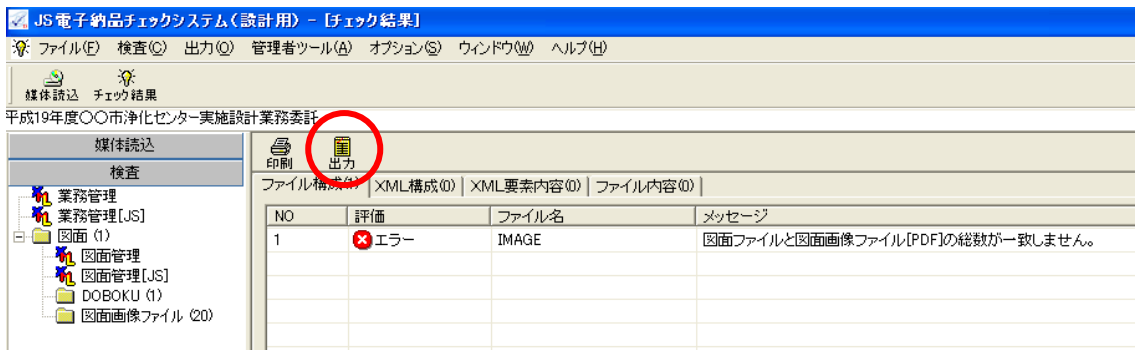 JS電子納品チェックシステム(設計用) - [チェック結果]
ファイル(F) 検査(C) 出力(O) 管理者ツール(A) オプション(S) ウィンドウ(W) ヘルプ(H)
媒体読込 チェック結果
平成19年度〇〇市浄化センター実施設計業務委託
媒体読込
検査
業務管理
業務管理[JS]
図面 (1)
図面管理
図面管理[JS]
DOBOKU (1)
図面画像ファイル (20)
印刷 出力
ファイル構成(1) XML構成(0) XML要素内容(0) ファイル内容(0)
NO 評価 ファイル名 メッセージ
1 エラー IMAGE 図面ファイルと図面画像ファイル[PDF]の総数が一致しません。